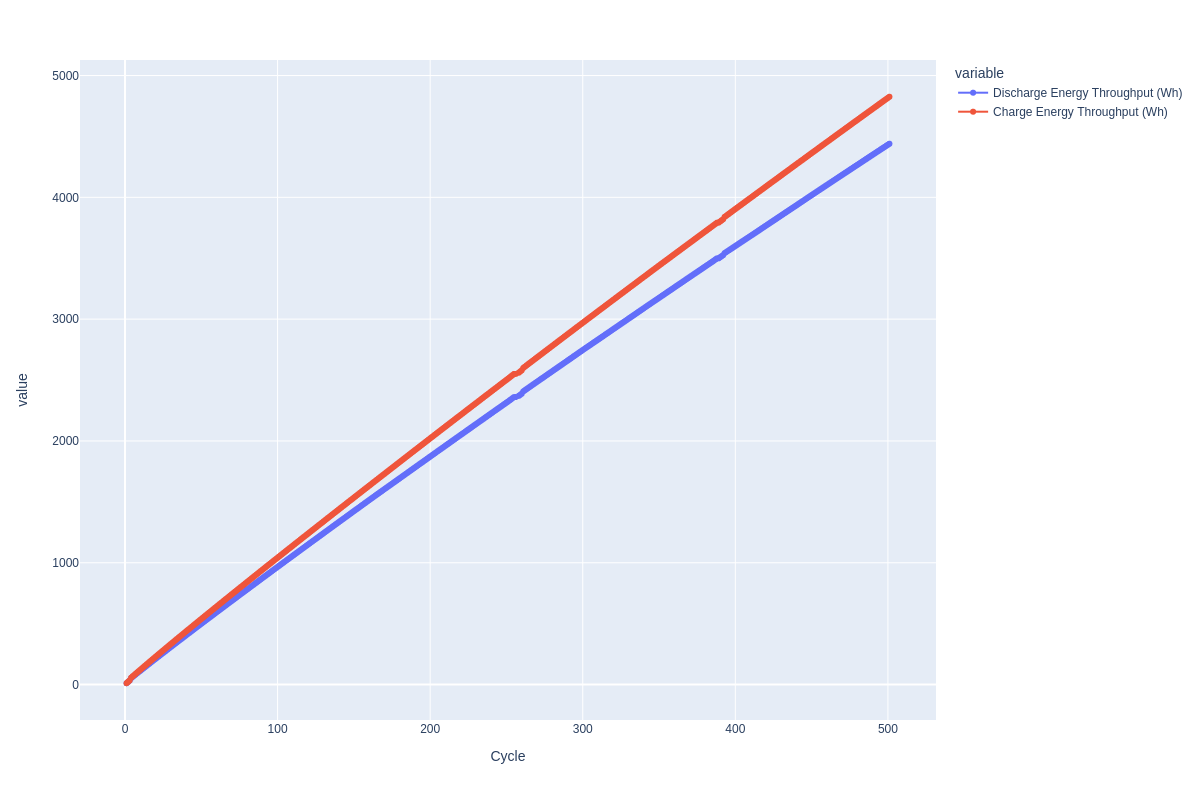 variable
Discharge Energy Throughput (Wh)
Charge Energy Throughput (Wh)
value
5000
4000
3000
2000
1000
0
0 100 200 300 400 500
Cycle